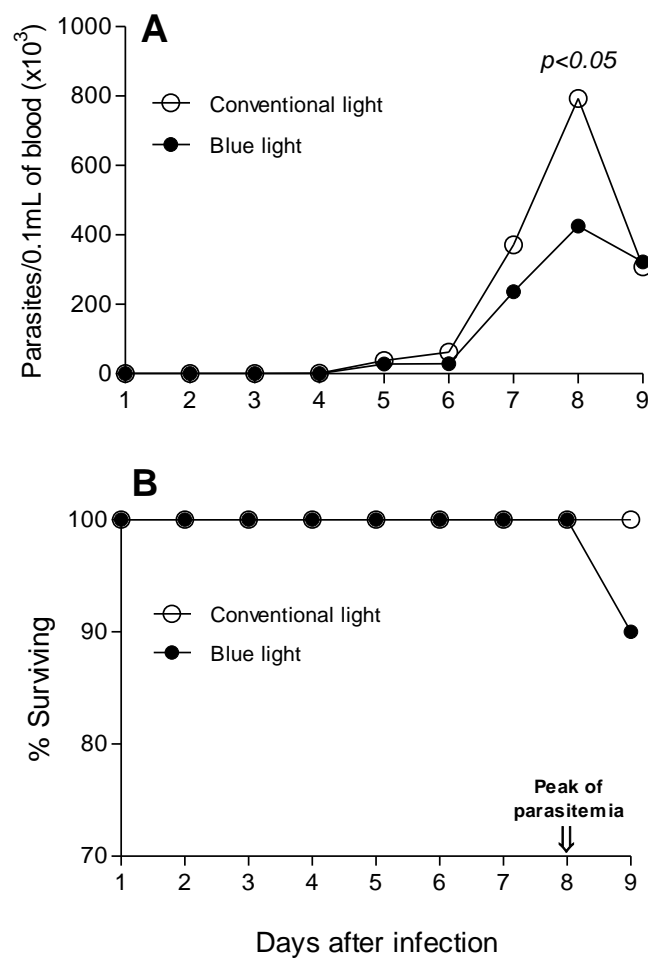 A
Parasites/0.1mL of blood (x10³)
1000
800
600
400
200
0
p<0.05
Conventional light
Blue light
1 2 3 4 5 6 7 8 9
B
% Surviving
100
90
80
70
Conventional light
Blue light
Peak of
parasitemia
1 2 3 4 5 6 7 8 9
Days after infection